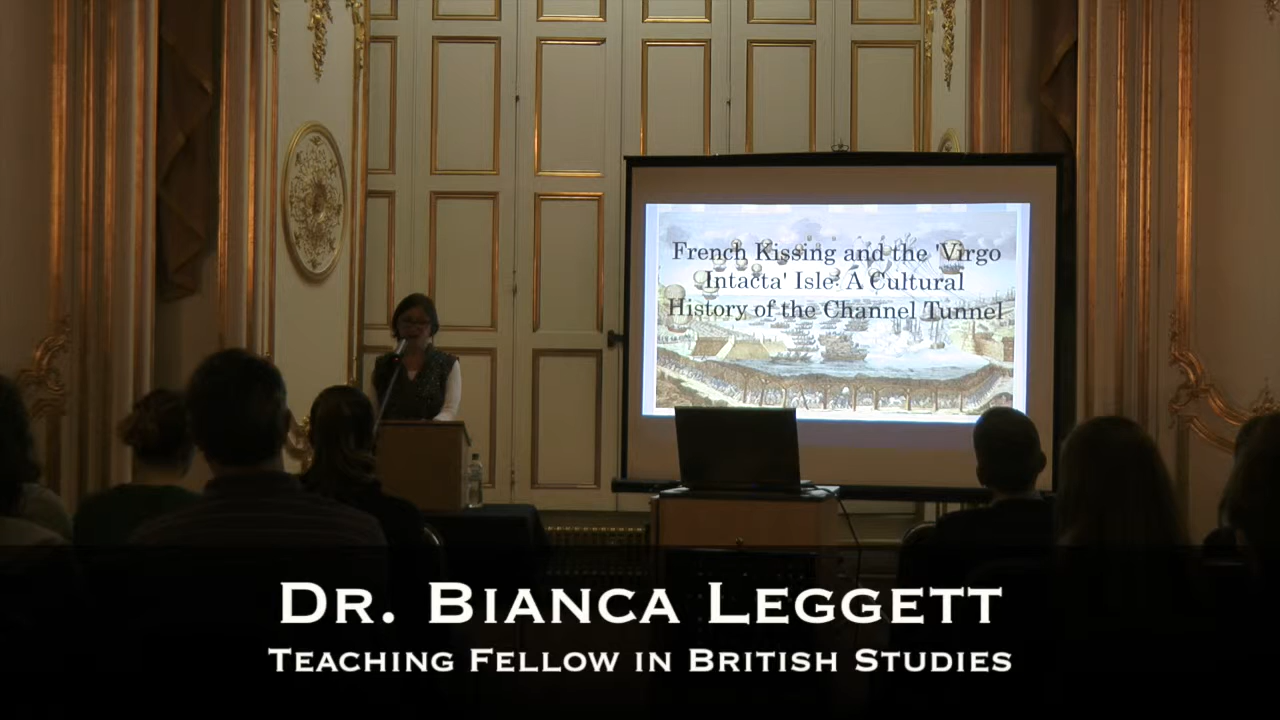 French Kissing and the 'Virgo
Intacta' Isle: A Cultural
History of the Channel Tunnel
DR. BIANCA LEGGETT
TEACHING FELLOW IN BRITISH STUDIES